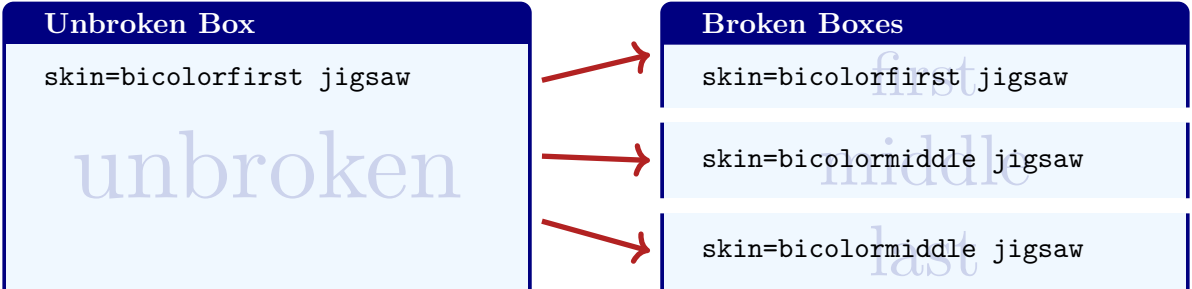 Unbroken Box
skin=bicolorfirst jigsaw
unbroken
Broken Boxes
first
skin=bicolorfirst jigsaw
middle
skin=bicolormiddle jigsaw
last
skin=bicolormiddle jigsaw